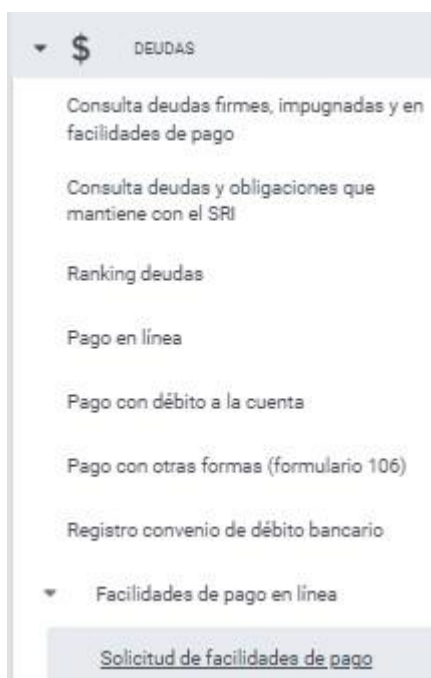 $ DEUDAS
Consulta deudas firmes, impugnadas y en
facilidades de pago
Consulta deudas y obligaciones que
mantiene con el SRI
Ranking deudas
Pago en línea
Pago con débito a la cuenta
Pago con otras formas (formulario 106)
Registro convenio de débito bancario
Facilidades de pago en línea
Solicitud de facilidades de pago